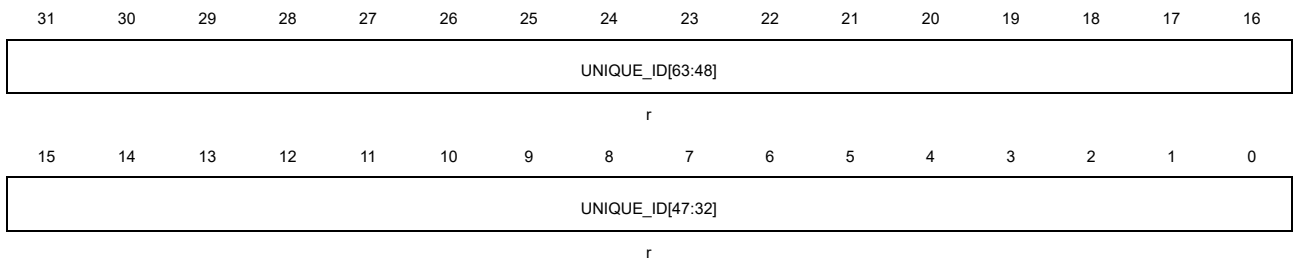 31 30 29 28 27 26 25 24 23 22 21 20 19 18 17 16
UNIQUE_ID[63:48]
r
15 14 13 12 11 10 9 8 7 6 5 4 3 2 1 0
UNIQUE_ID[47:32]
r